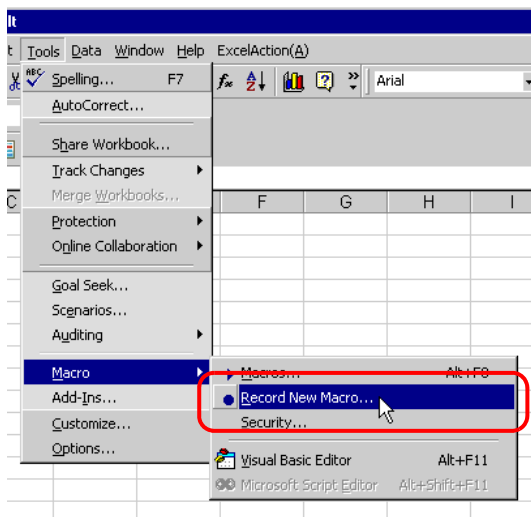 lt
t Tools Data Window Help ExcelAction(A)
ABC Spelling... F7 Arial
AutoCorrect...
Share Workbook...
Track Changes
Merge Workbooks...
C F G H I
Protection
Online Collaboration
Goal Seek...
Scenarios...
Auditing
Macro Macros... Alt+F8
Add-Ins... Record New Macro...
Customize... Security...
Options... Visual Basic Editor Alt+F11
Microsoft Script Editor Alt+Shift+F11